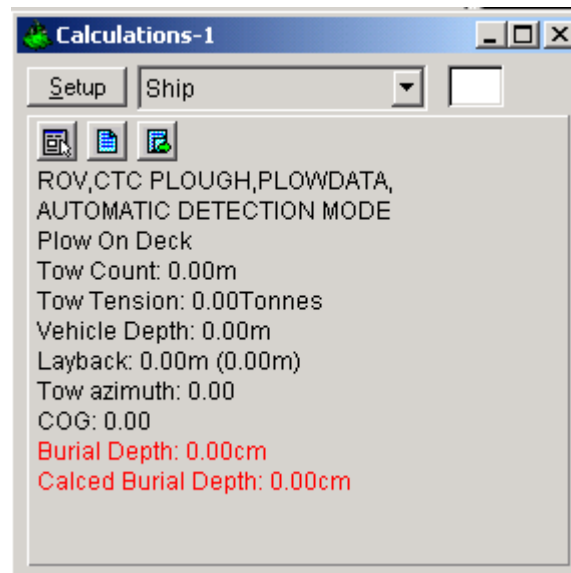 Calculations-1
Setup Ship
ROV,CTC PLOUGH,PLOWDATA,
AUTOMATIC DETECTION MODE
Plow On Deck
Tow Count: 0.00m
Tow Tension: 0.00Tonnes
Vehicle Depth: 0.00m
Layback: 0.00m (0.00m)
Tow azimuth: 0.00
COG: 0.00
Burial Depth: 0.00cm
Calced Burial Depth: 0.00cm